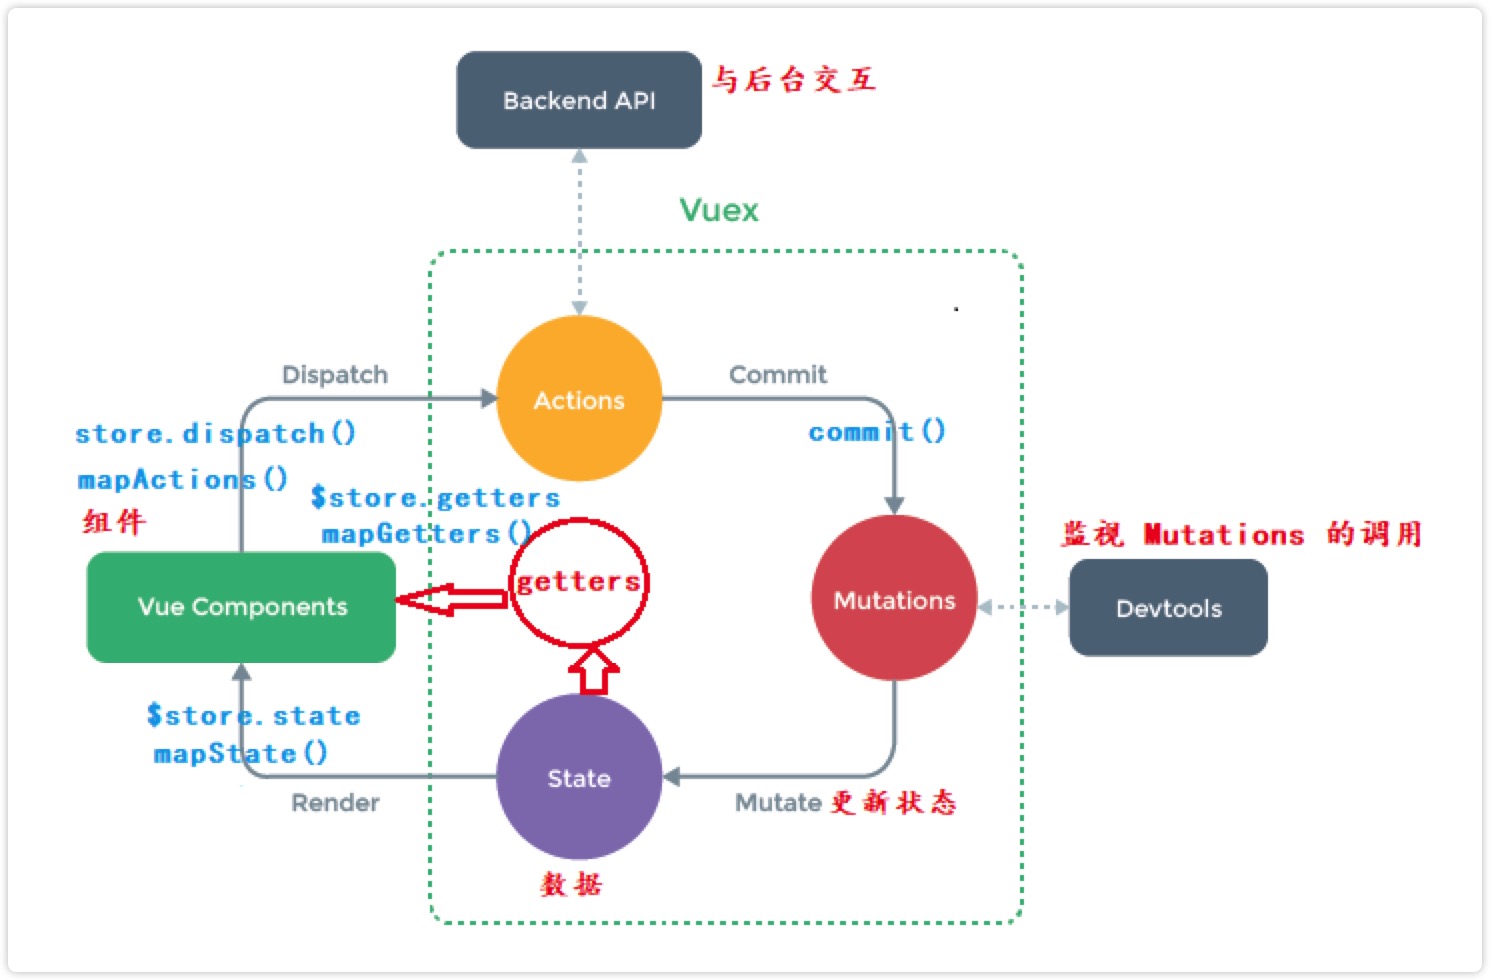 Backend API
与后台交互
Vuex
Dispatch
Commit
Actions
store.dispatch()
commit()
mapActions()
$store.getters
组件
mapGetters()
监视 Mutations 的调用
getters
Vue Components
Mutations
Devtools
$store.state
mapState()
State
Render
Mutate 更新状态
数据